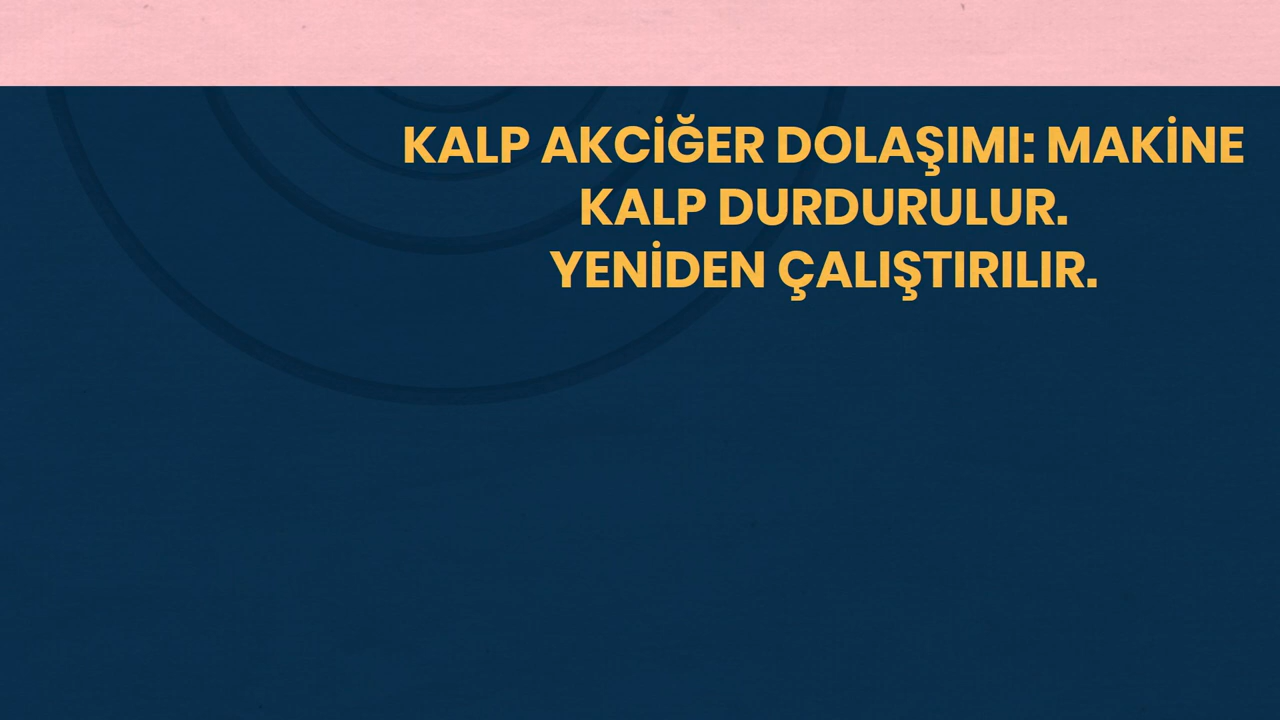 KALP AKCİĞER DOLAŞIMI: MAKİNE
KALP DURDURULUR.
YENİDEN ÇALIŞTIRILIR.